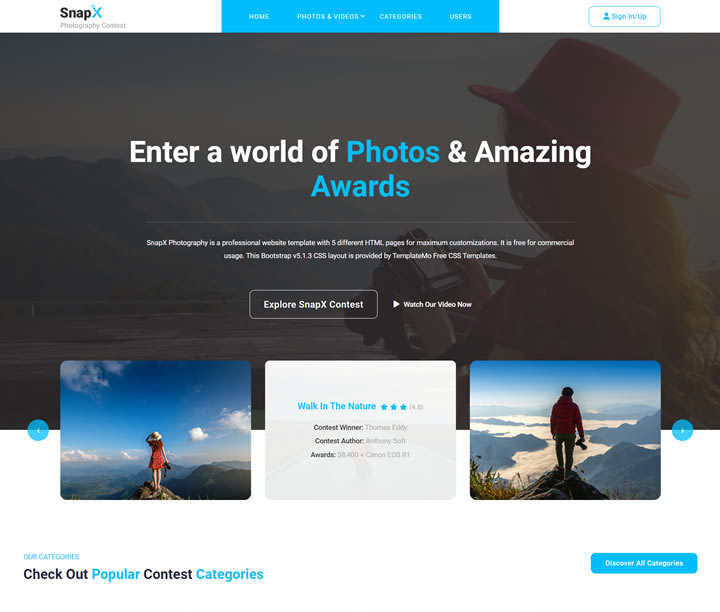 SnapX
Photography Contest
HOME
PHOTOS & VIDEOS
CATEGORIES
USERS
Sign In/Up
Enter a world of Photos & Amazing
Awards
SnapX Photography is a professional website template with 5 different HTML pages for maximum customizations. It is free for commercial
usage. This Bootstrap v5.1.3 CSS layout is provided by TemplateMo Free CSS Templates.
Explore SnapX Contest
Watch Our Video Now
Walk In The Nature (4.5)
Contest Winner: Thomas Eddy
Contest Author: Anthony Soft
Awards: $8,400 + Canon EOS R1
OUR CATEGORIES
Check Out Popular Contest Categories
Discover All Categories